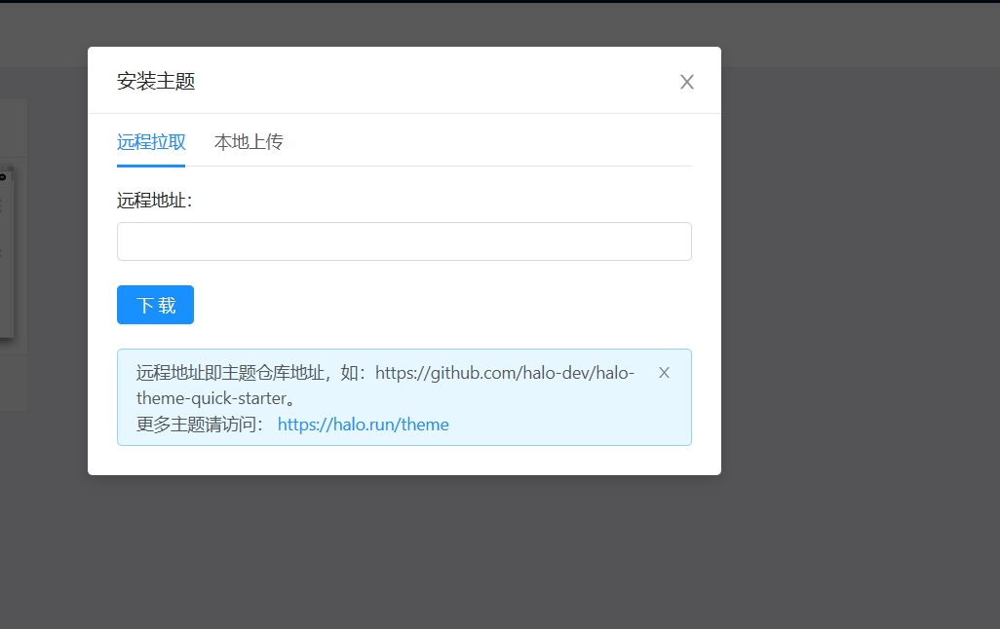 安装主题
远程拉取 本地上传
远程地址：
下 载
远程地址即主题仓库地址，如：https://github.com/halo-dev/halo-
theme-quick-starter。
更多主题请访问： https://halo.run/theme